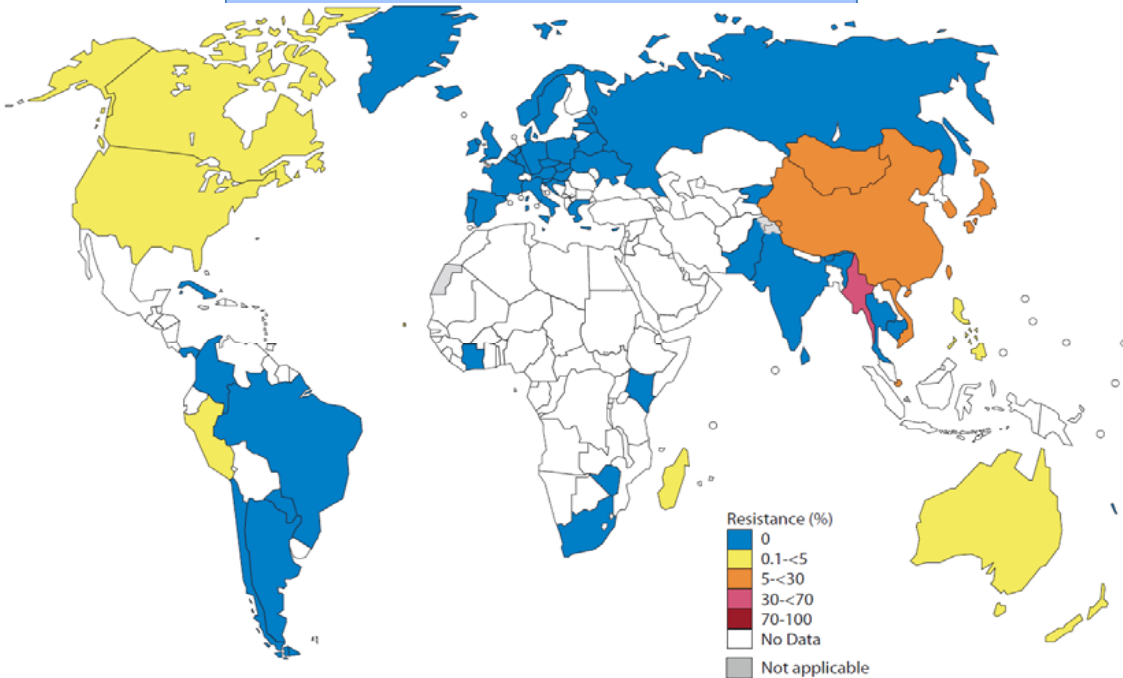 Resistance (%)
0
0.1-<5
5-<30
30-<70
70-100
No Data
Not applicable